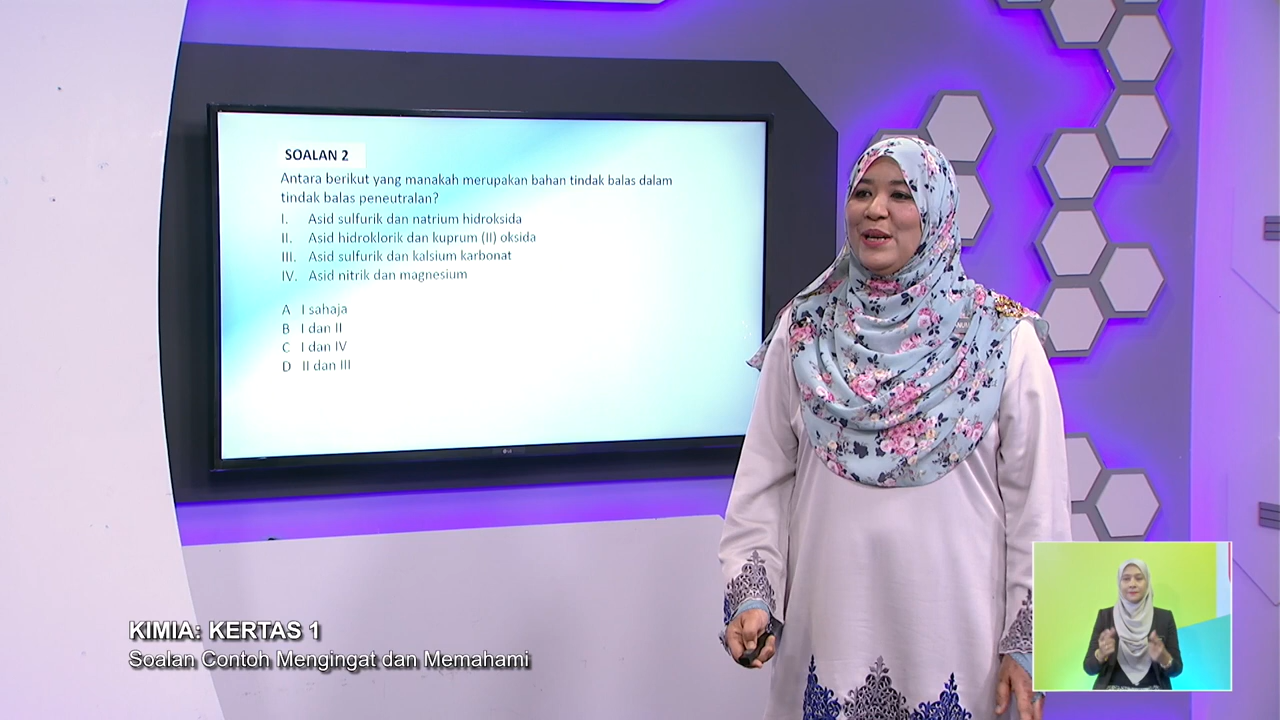 SOALAN 2
Antara berikut yang manakah merupakan bahan tindak balas dalam
tindak balas peneutralan?
I. Asid sulfurik dan natrium hidroksida
II. Asid hidroklorik dan kuprum (II) oksida
III. Asid sulfurik dan kalsium karbonat
IV. Asid nitrik dan magnesium
A I sahaja
B I dan II
C I dan IV
D II dan III
LG
KIMIA: KERTAS 1
Soalan Contoh Mengingat dan Memahami